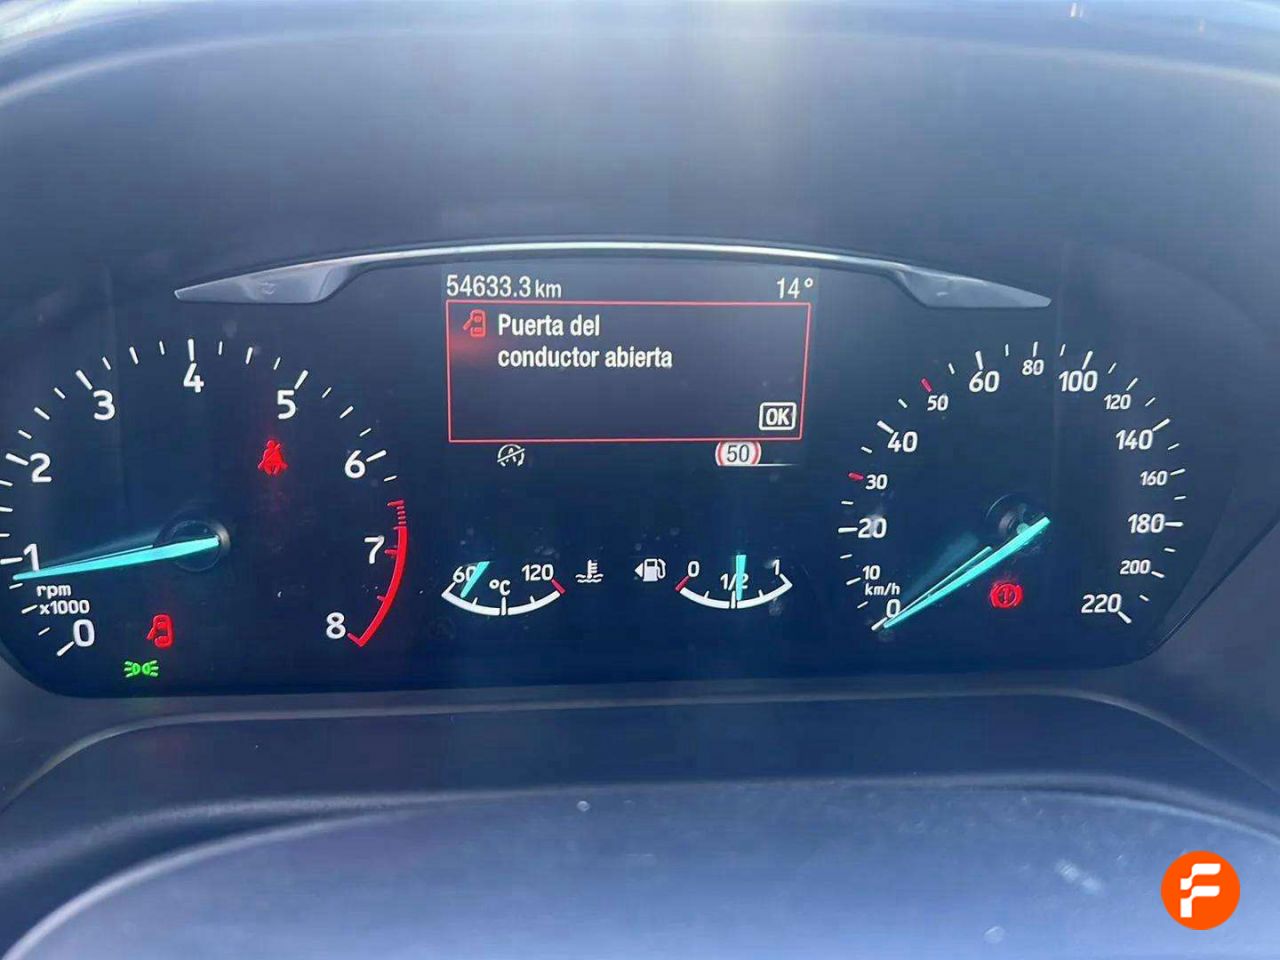 54633.3 km 14°
Puerta del
conductor abierta
OK
50
0 1 2 3 4 5 6 7 8
rpm
x1000
60 °C 120
0 1/2 1
0 10 20 30 40 50 60 80 100 120 140 160 180 200 220
km/h